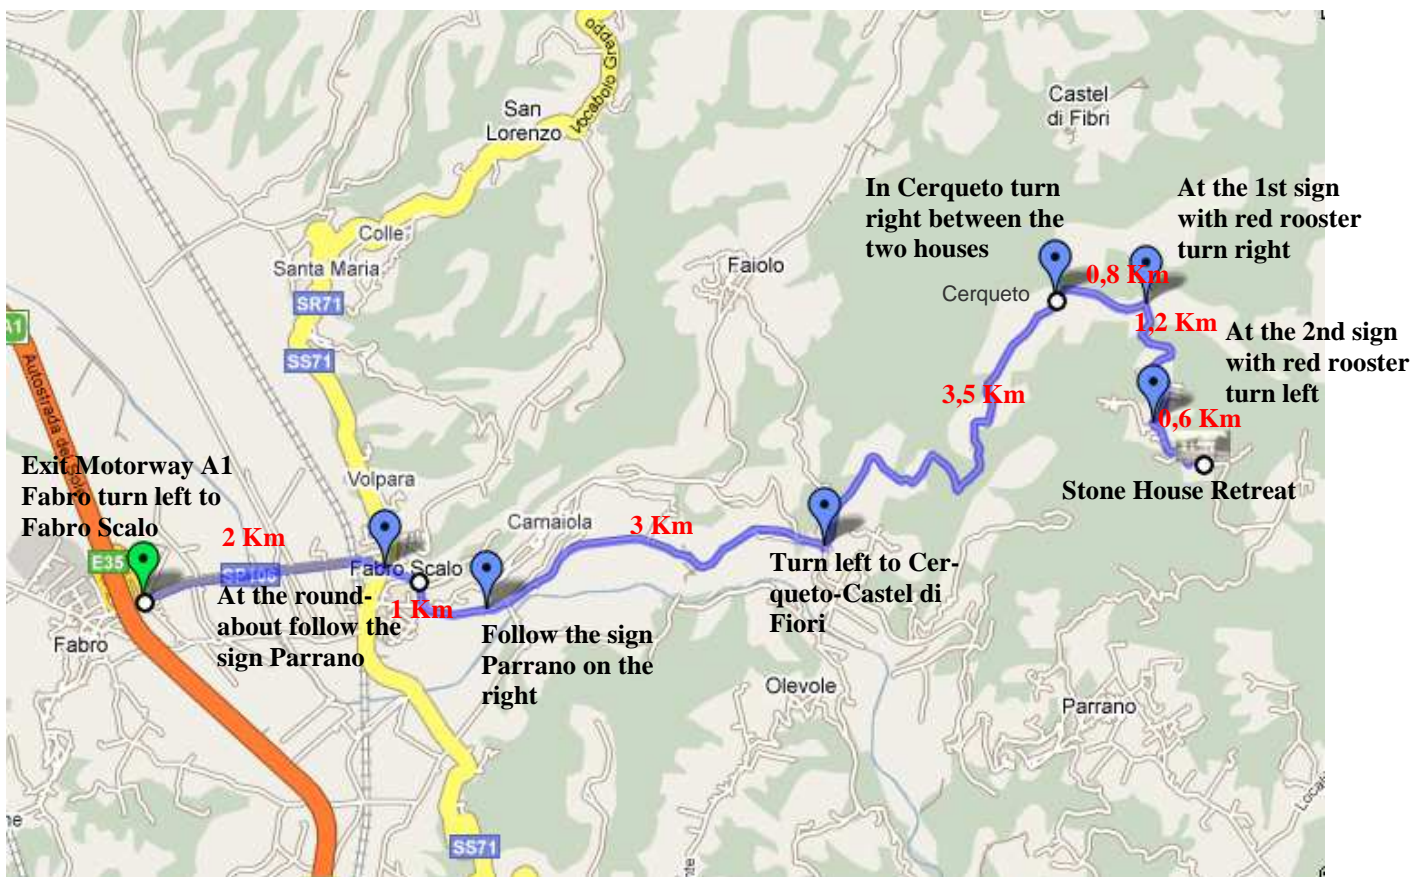 Greppo
Vocabolo
San
Lorenzo
Castel
di Fibri
In Cerqueto turn
right between the
two houses
At the 1st sign
with red rooster
turn right
Colle
Santa Maria
Faiolo
0,8 Km
Cerqueto
SR71
A1
1,2 Km
At the 2nd sign
with red rooster
turn left
SS71
3,5 Km
0,6 Km
Exit Motorway A1
Fabro turn left to
Fabro Scalo
Autostrada del
Volpara
Stone House Retreat
Carnaiola
3 Km
2 Km
E35
Fabro Scalo
SP106
Turn left to Cer-
queto-Castel di
Fiori
At the round-
about follow the
sign Parrano
1 Km
Follow the sign
Parrano on the
right
Fabro
Olevole
Parrano
SS71